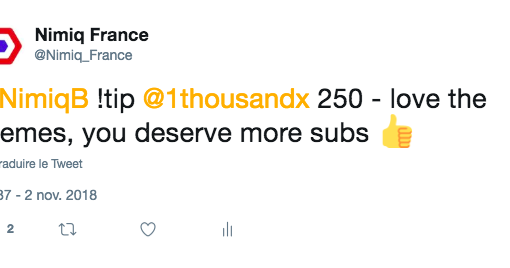 Nimiq France
@Nimiq_France
NimiqB !tip @1thousandx 250 - love the
emes, you deserve more subs 👍
raduire le Tweet
37 - 2 nov. 2018
2